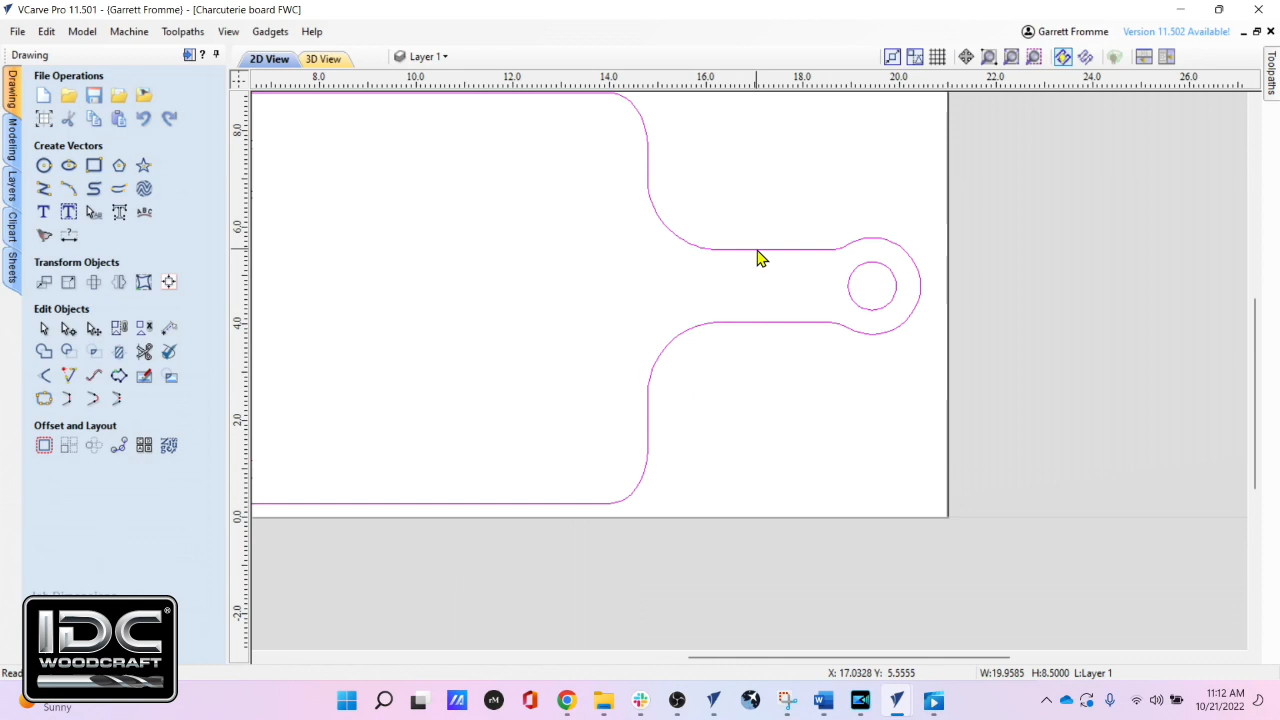 VCarve Pro 11.501 - {Garrett Fromme} - [Charcuterie board FWC]
File Edit Model Machine Toolpaths View Gadgets Help
Garrett Fromme Version 11.502 Available!
Drawing
2D View 3D View Layer 1
8.0 10.0 12.0 14.0 16.0 18.0 20.0 22.0 24.0 26.0
Drawing
Modeling
Layers
Clipart
Sheets
File Operations
Create Vectors
Transform Objects
Edit Objects
Offset and Layout
8.0
6.0
4.0
2.0
0.0
-2.0
Toolpaths
IDC®
WOODCRAFT
X: 17.0328 Y: 5.5555
W:19.9585 H:8.5000 L:Layer 1
Sunny
11:12 AM
10/21/2022